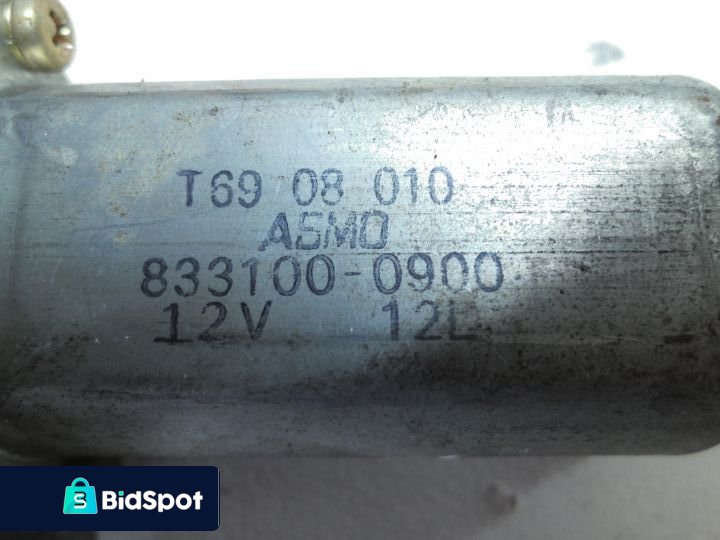 T69 08 010
ASMO
833100-0900
12V 12L
BidSpot